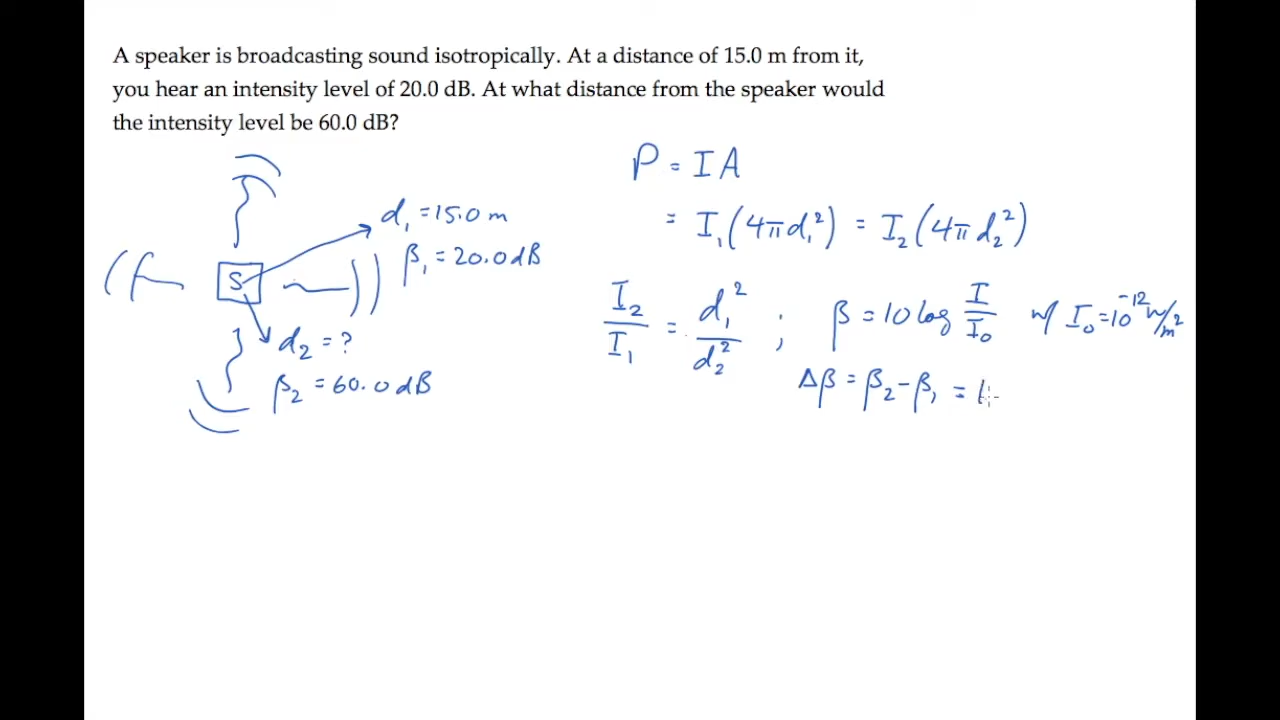 A speaker is broadcasting sound isotropically. At a distance of 15.0 m from it,
you hear an intensity level of 20.0 dB. At what distance from the speaker would
the intensity level be 60.0 dB?
P = IA
= I₁(4πd₁²) = I₂(4πd₂²)
d₁ = 15.0 m
β₁ = 20.0 dB
S
d₂ = ?
β₂ = 60.0 dB
I₂/I₁ = d₁²/d₂² ; β = 10 log I/I₀ w/ I₀ = 10⁻¹² W/m²
Δβ = β₂ - β₁ =